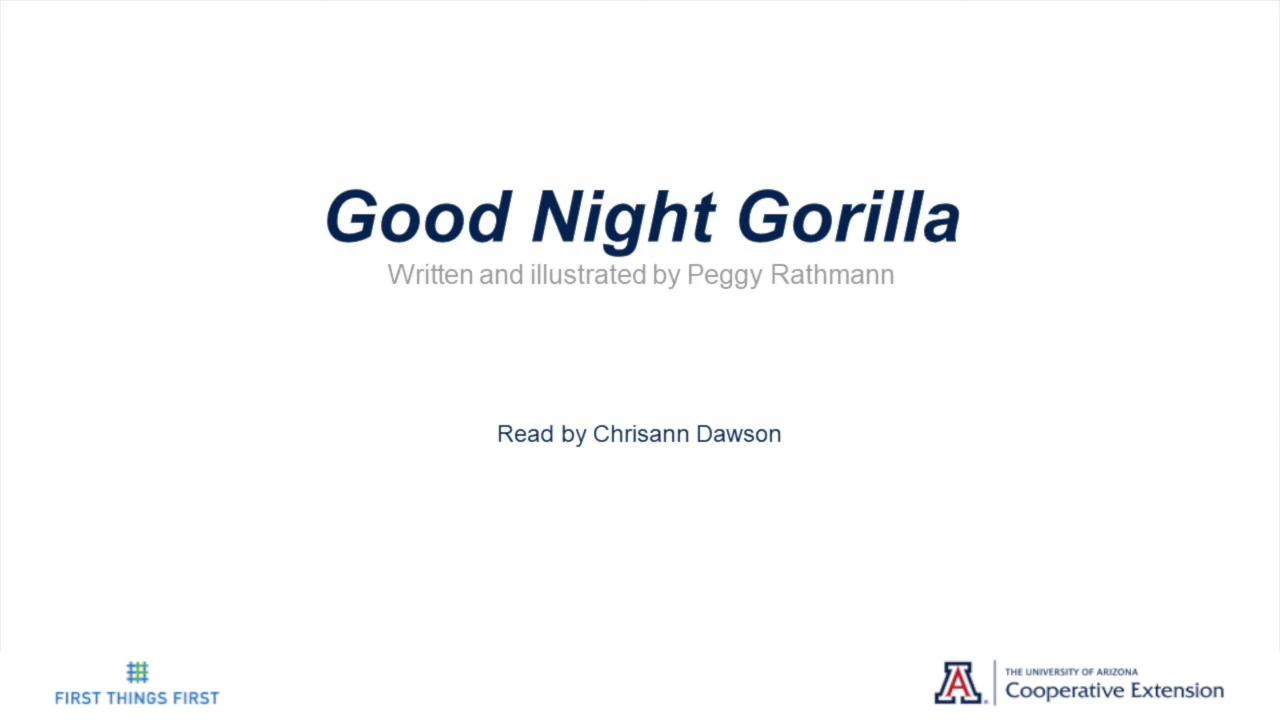 Good Night Gorilla
Written and illustrated by Peggy Rathmann
Read by Chrisann Dawson
FIRST THINGS FIRST
A
THE UNIVERSITY OF ARIZONA
Cooperative Extension